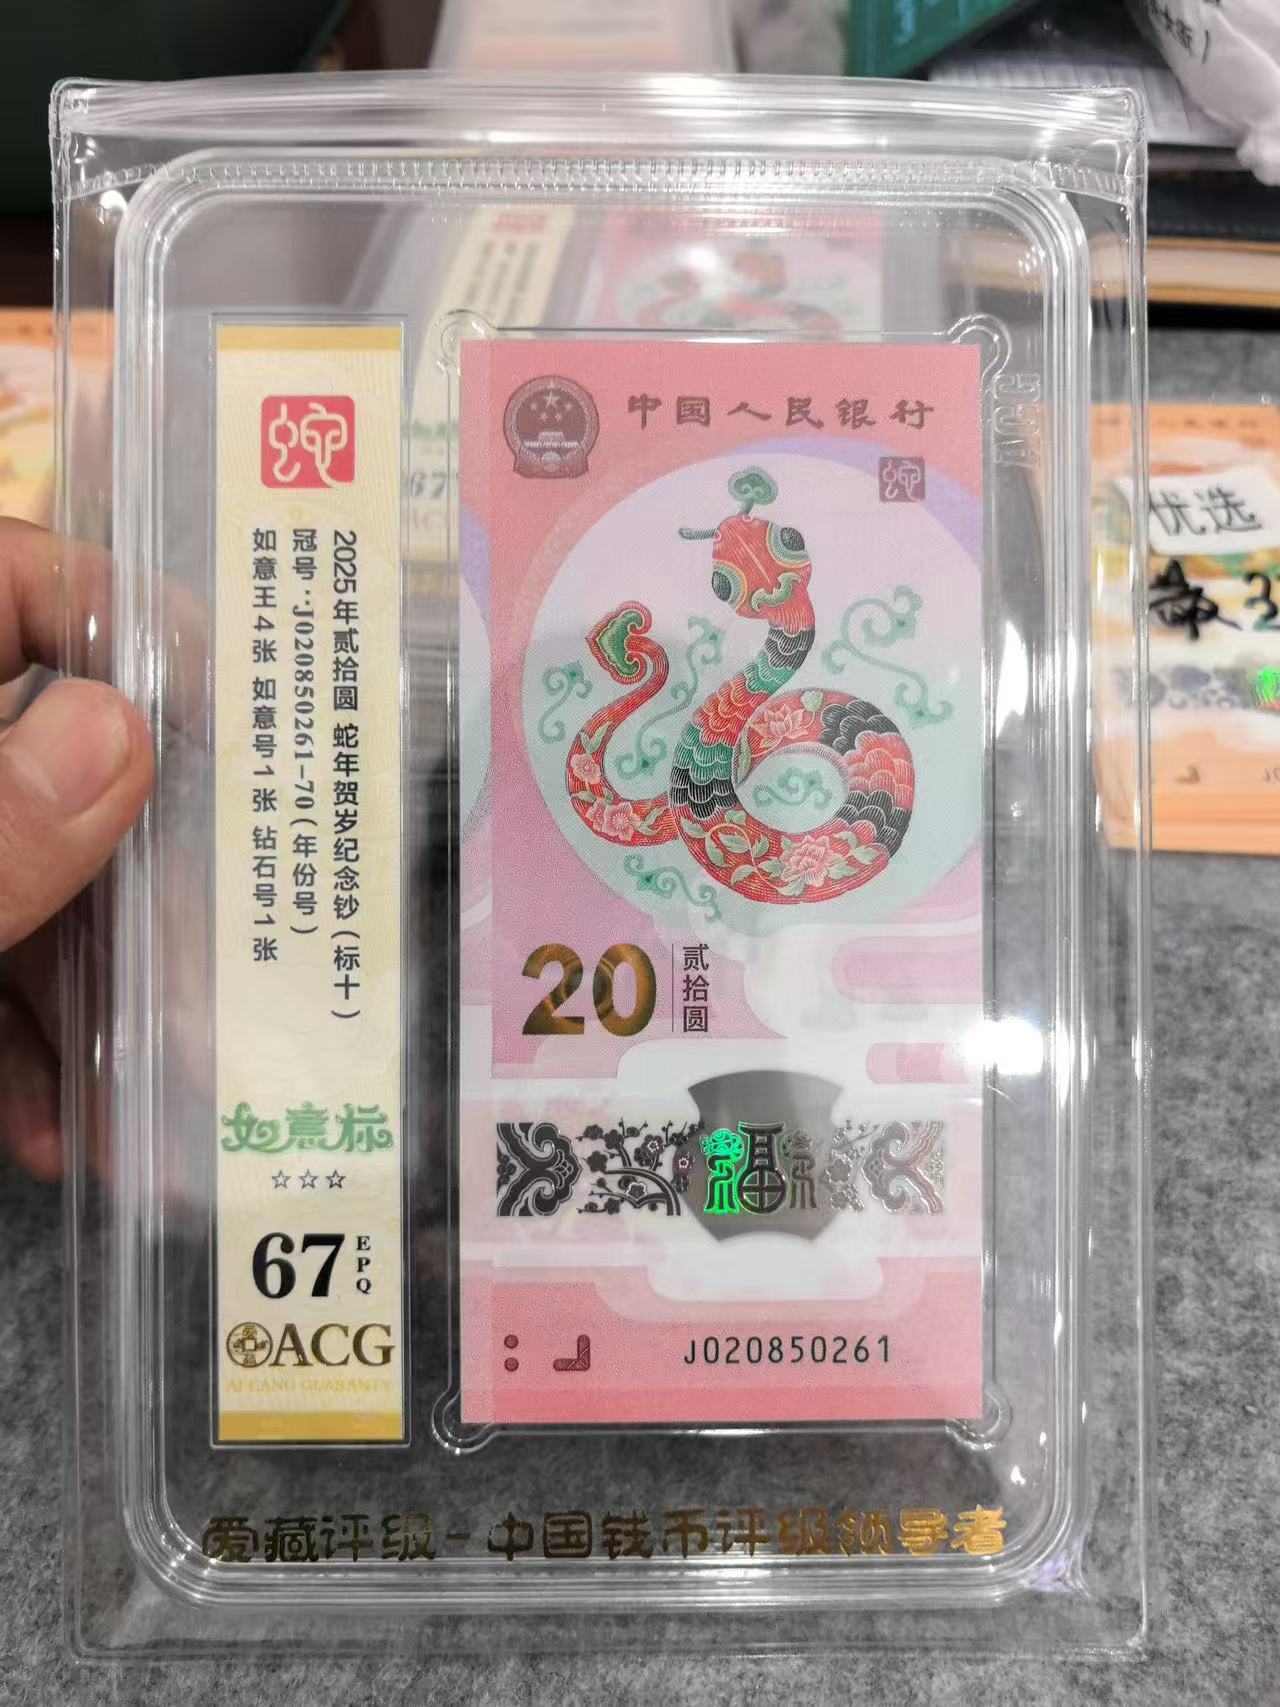 蛇
2025年贰拾圆 蛇年贺岁纪念钞(标十)
冠号:J020850261-70(年份号)
如意王4张 如意号1张 钻石号1张
如意标
☆☆☆
67 EPQ
ACG
AI CANG GUARANTY
中国人民银行
蛇
20 贰拾圆
福
J020850261
爱藏评级-中国钱币评级领导者
ACG
67
ACG
优选